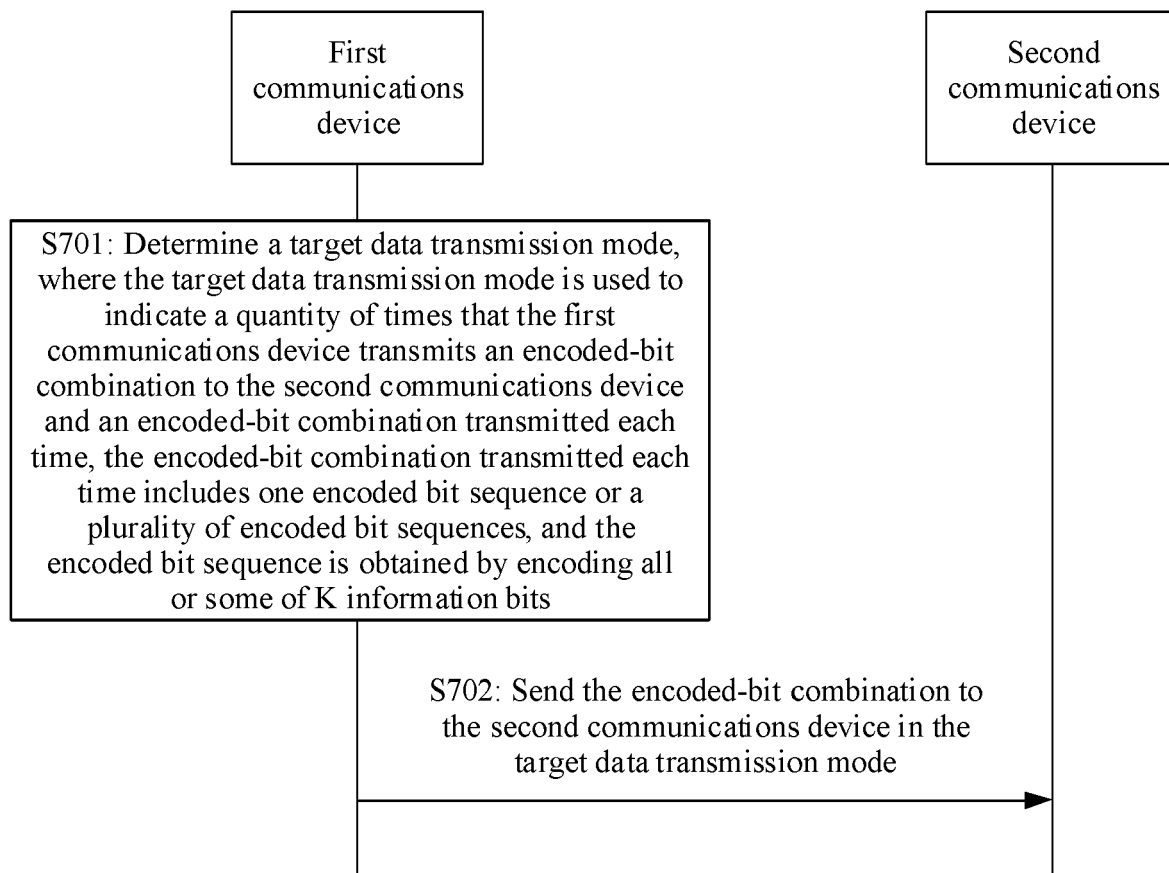 First
communications
device
Second
communications
device
S701: Determine a target data transmission mode,
where the target data transmission mode is used to
indicate a quantity of times that the first
communications device transmits an encoded-bit
combination to the second communications device
and an encoded-bit combination transmitted each
time, the encoded-bit combination transmitted each
time includes one encoded bit sequence or a
plurality of encoded bit sequences, and the
encoded bit sequence is obtained by encoding all
or some of K information bits
S702: Send the encoded-bit combination to
the second communications device in the
target data transmission mode